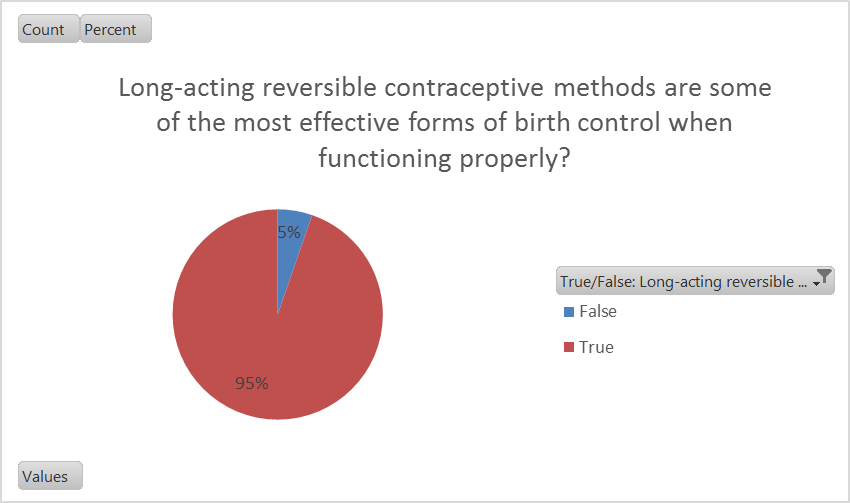 Count Percent
Long-acting reversible contraceptive methods are some
of the most effective forms of birth control when
functioning properly?
5%
95%
True/False: Long-acting reversible ...
False
True
Values